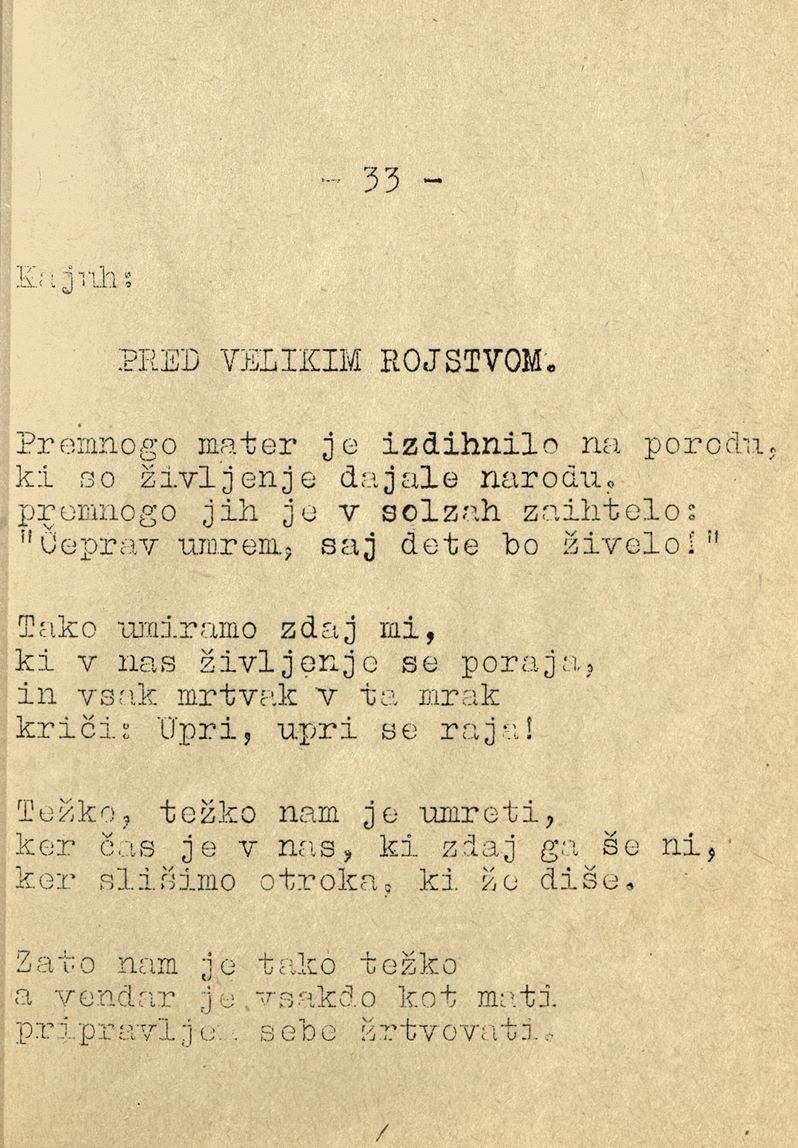 - 33 -
Kajuh:
PRED VELIKIM ROJSTVOM.
Premnogo mater je izdihnilo na porodu,
ki so življenje dajale narodu,
premnogo jih je v solzah zaihtelo:
"Čeprav umrem, saj dete bo živelo!"
Tako umiramo zdaj mi,
ki v nas življenje se poraja,
in vsak mrtvak v ta mrak
kriči: Upri, upri se raja!
Težko, težko nam je umreti,
ker čas je v nas, ki zdaj ga še ni,
ker slišimo otroka, ki že diše.
Zato nam je tako težko
a vendar je vsakdo kot mati
sebe žrtvovati.